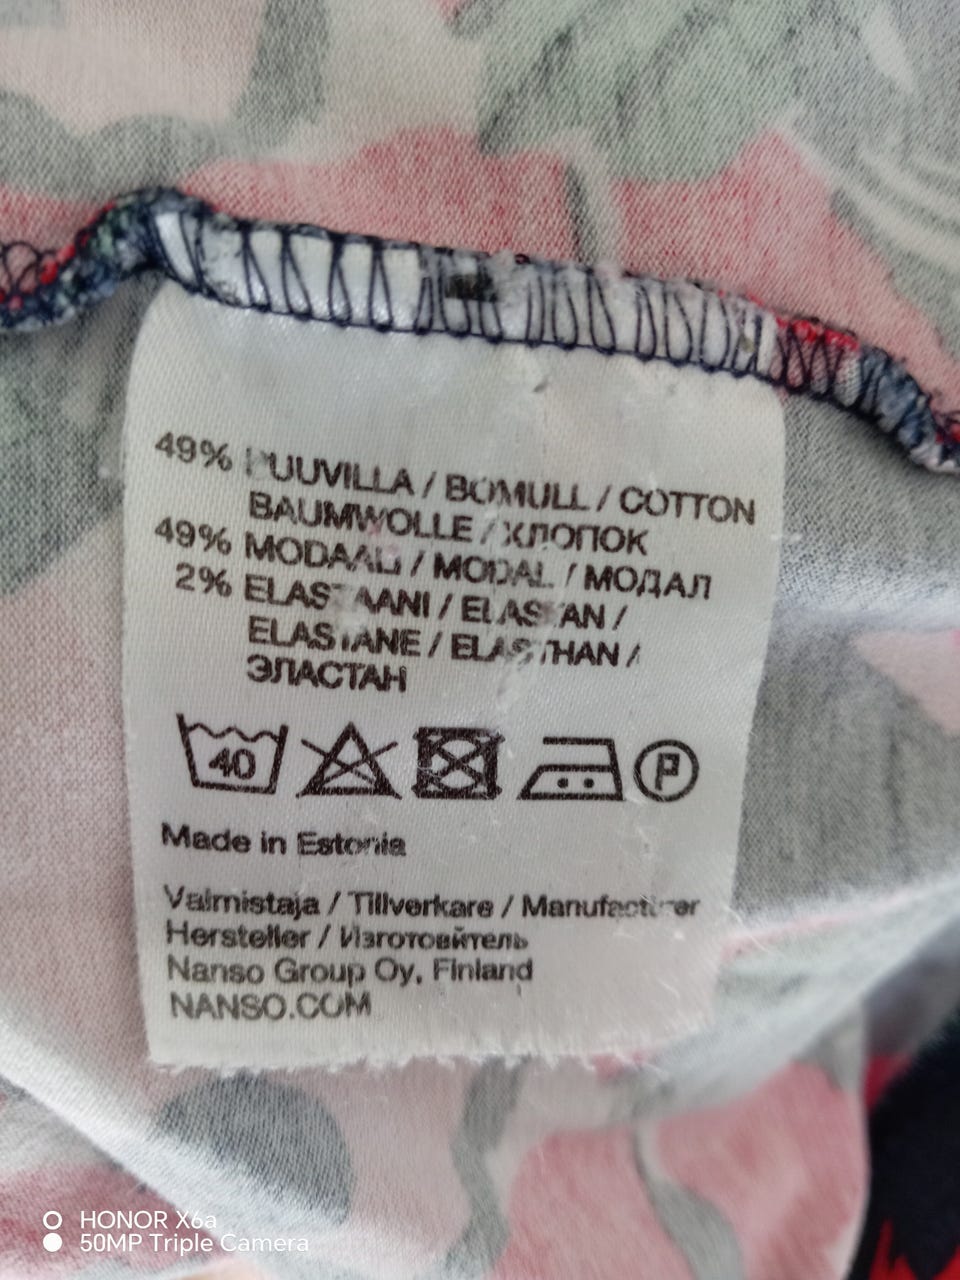 49% PUUVILLA / BOMULL / COTTON
BAUMWOLLE / ХЛОПОК
49% MODAALI / MODAL / МОДАЛ
2% ELASTAANI / ELASTAN /
ELASTANE / ELASTHAN /
ЭЛАСТАН
40 P
Made in Estonia
Valmistaja / Tillverkare / Manufacturer
Hersteller / Изготовитель
Nanso Group Oy, Finland
NANSO.COM
HONOR X6a
50MP Triple Camera